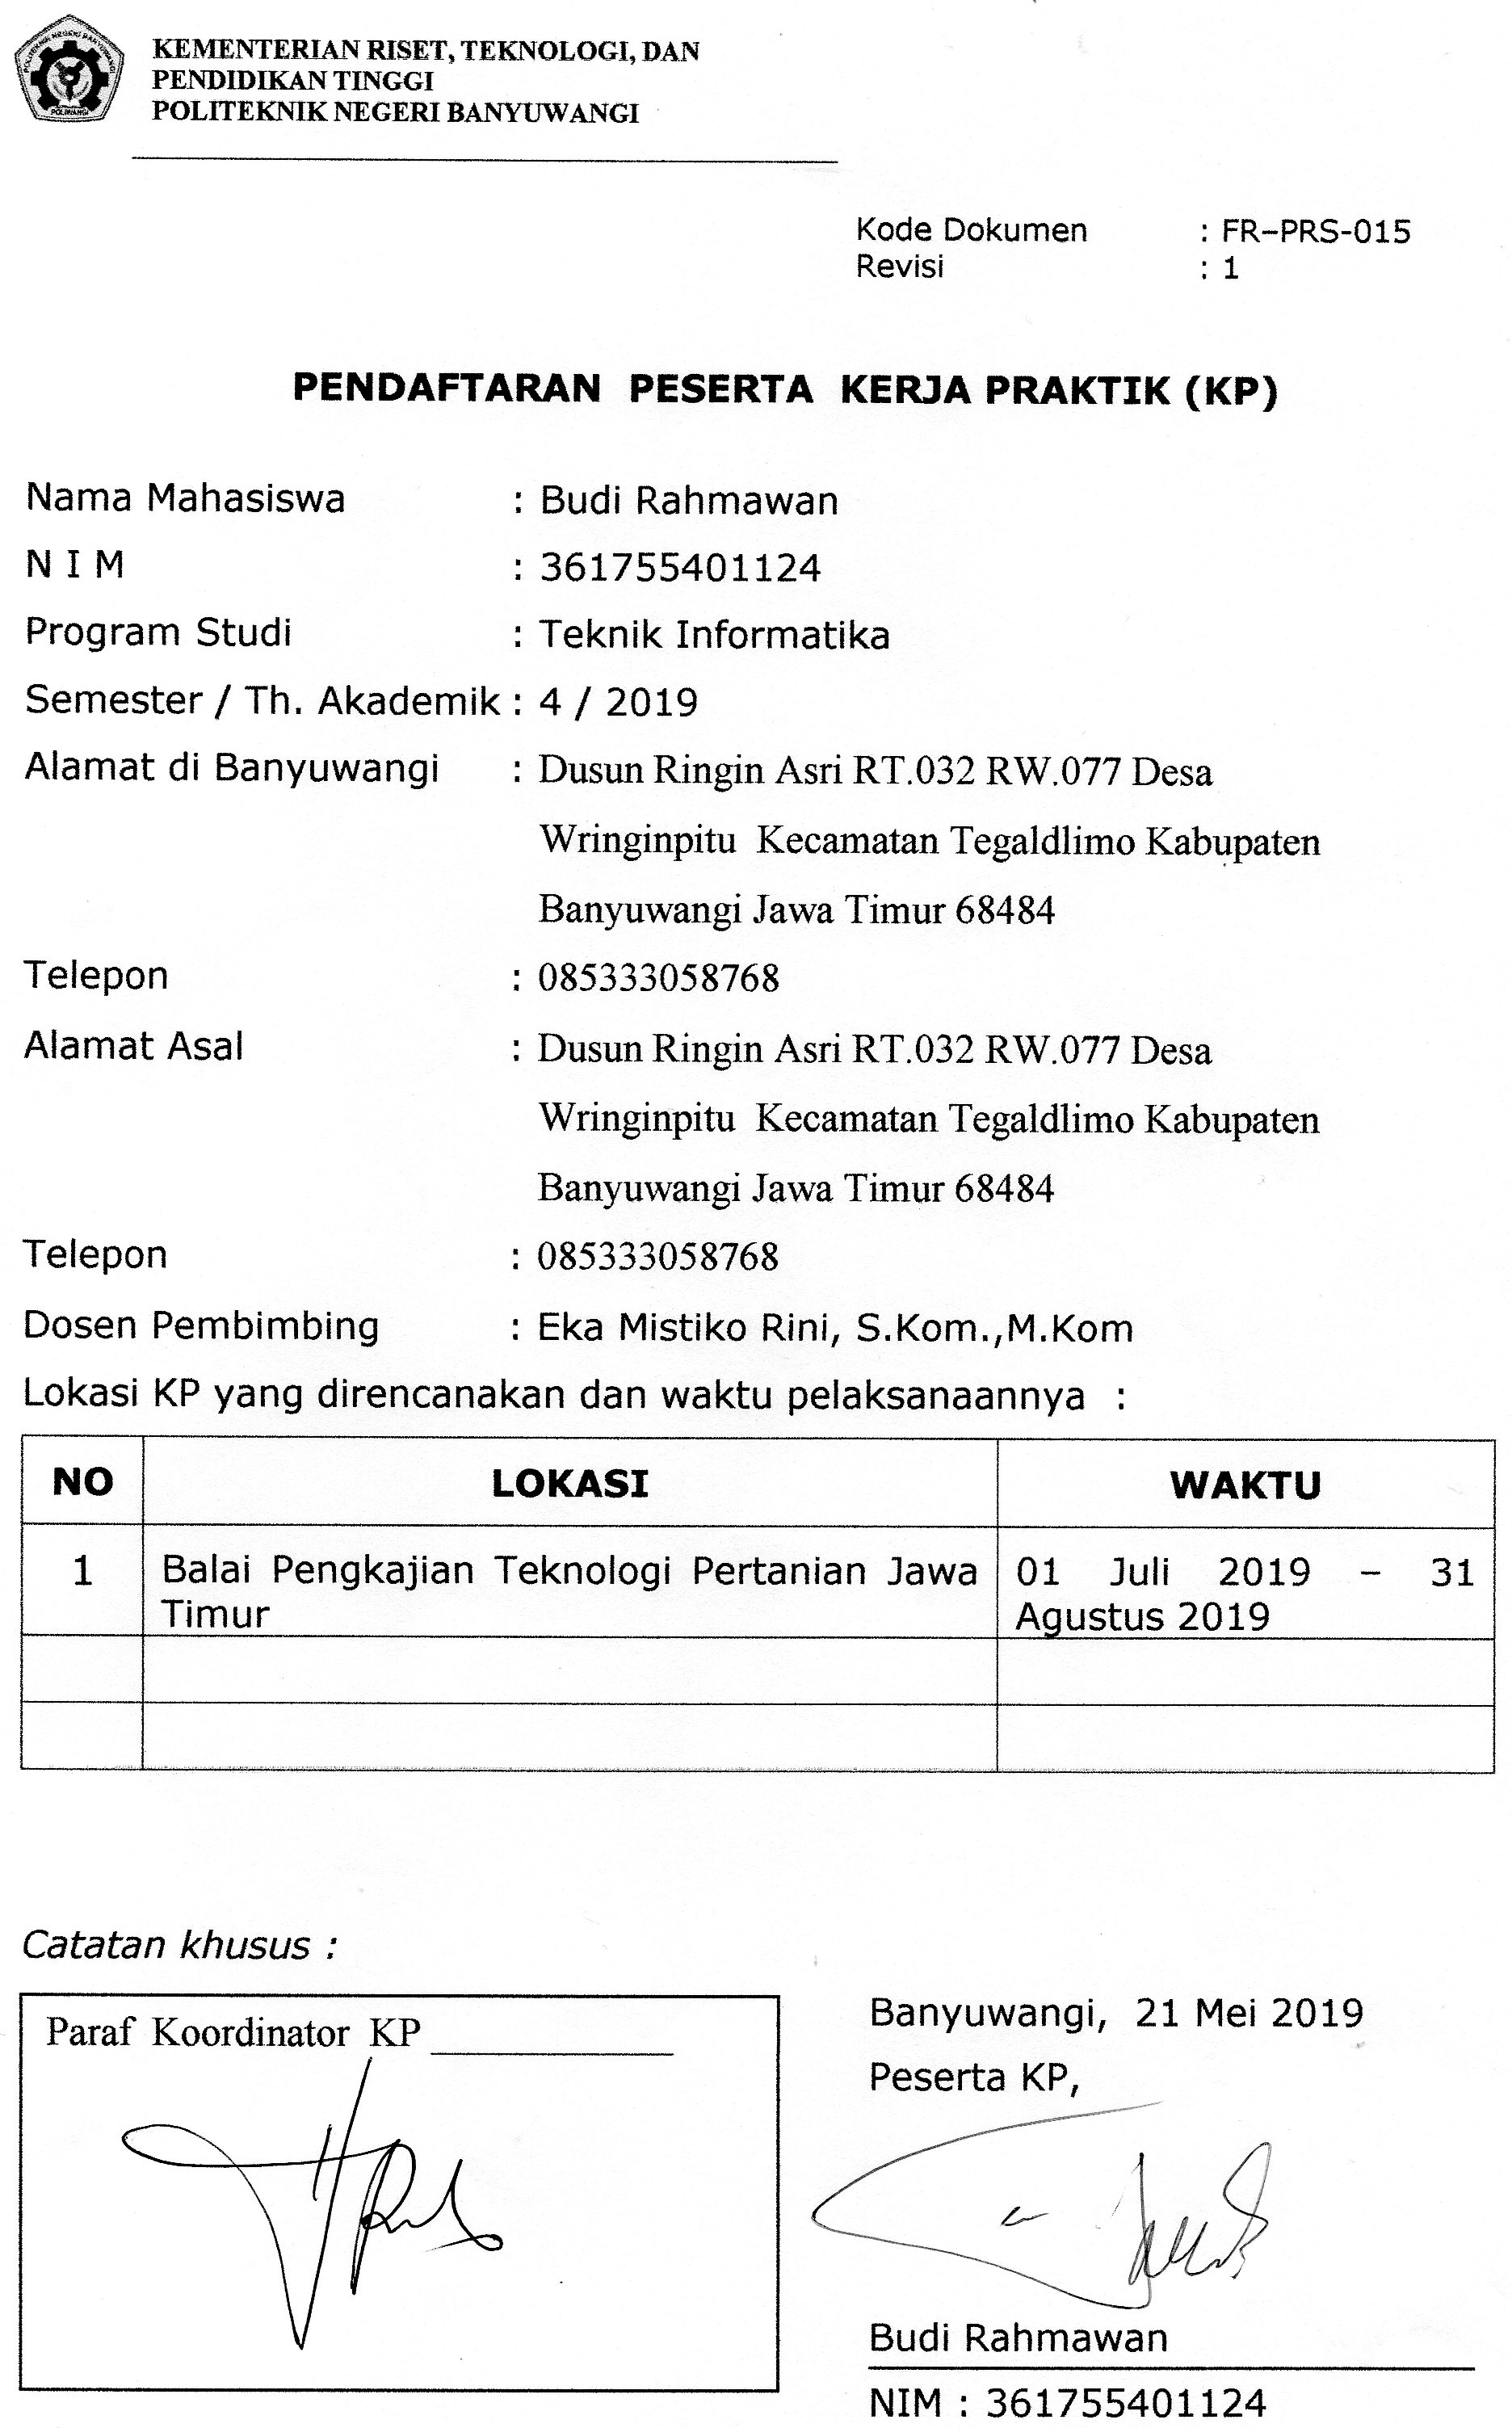 KEMENTERIAN RISET, TEKNOLOGI, DAN
PENDIDIKAN TINGGI
POLITEKNIK NEGERI BANYUWANGI
POLITEKNIK NEGERI BANYUWANGI
POLIWANGI
Kode Dokumen : FR–PRS-015
Revisi : 1
PENDAFTARAN PESERTA KERJA PRAKTIK (KP)
Nama Mahasiswa : Budi Rahmawan
N I M : 361755401124
Program Studi : Teknik Informatika
Semester / Th. Akademik : 4 / 2019
Alamat di Banyuwangi : Dusun Ringin Asri RT.032 RW.077 Desa
Wringinpitu Kecamatan Tegaldlimo Kabupaten
Banyuwangi Jawa Timur 68484
Telepon : 085333058768
Alamat Asal : Dusun Ringin Asri RT.032 RW.077 Desa
Wringinpitu Kecamatan Tegaldlimo Kabupaten
Banyuwangi Jawa Timur 68484
Telepon : 085333058768
Dosen Pembimbing : Eka Mistiko Rini, S.Kom.,M.Kom
Lokasi KP yang direncanakan dan waktu pelaksanaannya :
NO LOKASI WAKTU
1 Balai Pengkajian Teknologi Pertanian Jawa 01 Juli 2019 – 31
Timur Agustus 2019
Catatan khusus :
Paraf Koordinator KP
Banyuwangi, 21 Mei 2019
Peserta KP,
Budi Rahmawan
NIM : 361755401124